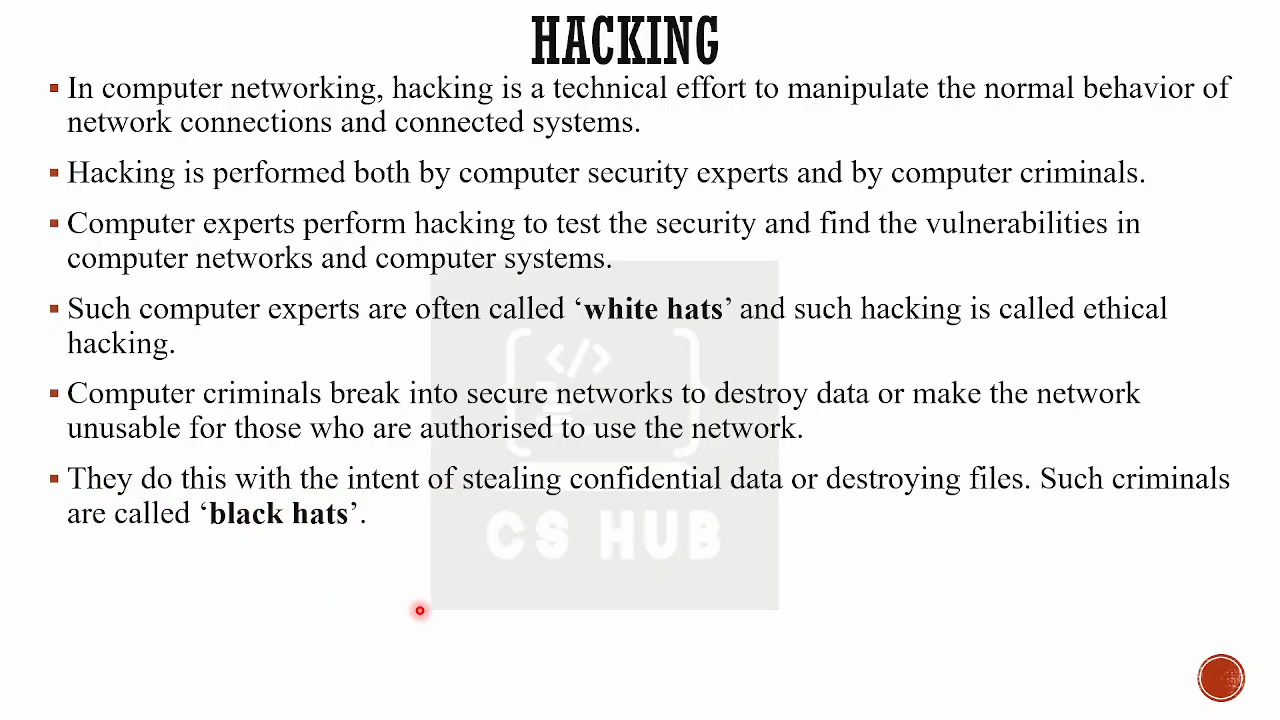 HACKING
▪ In computer networking, hacking is a technical effort to manipulate the normal behavior of
network connections and connected systems.
▪ Hacking is performed both by computer security experts and by computer criminals.
▪ Computer experts perform hacking to test the security and find the vulnerabilities in
computer networks and computer systems.
▪ Such computer experts are often called ‘white hats’ and such hacking is called ethical
hacking.
▪ Computer criminals break into secure networks to destroy data or make the network
unusable for those who are authorised to use the network.
▪ They do this with the intent of stealing confidential data or destroying files. Such criminals
are called ‘black hats’.
</>
CS HUB